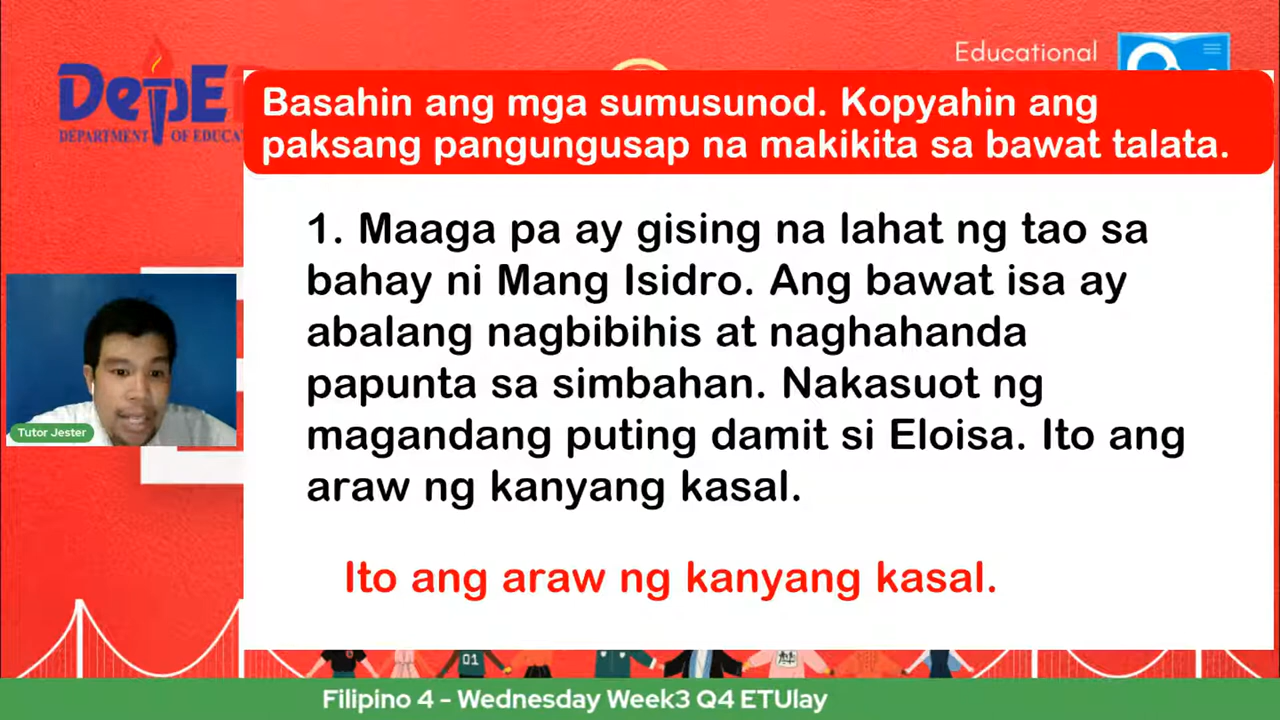 Educational
DepE
DEPARTMENT OF EDUCA
Basahin ang mga sumusunod. Kopyahin ang
paksang pangungusap na makikita sa bawat talata.
1. Maaga pa ay gising na lahat ng tao sa
bahay ni Mang Isidro. Ang bawat isa ay
abalang nagbibihis at naghahanda
papunta sa simbahan. Nakasuot ng
magandang puting damit si Eloisa. Ito ang
araw ng kanyang kasal.
Ito ang araw ng kanyang kasal.
Tutor Jester
01
Filipino 4 - Wednesday Week3 Q4 ETUlay